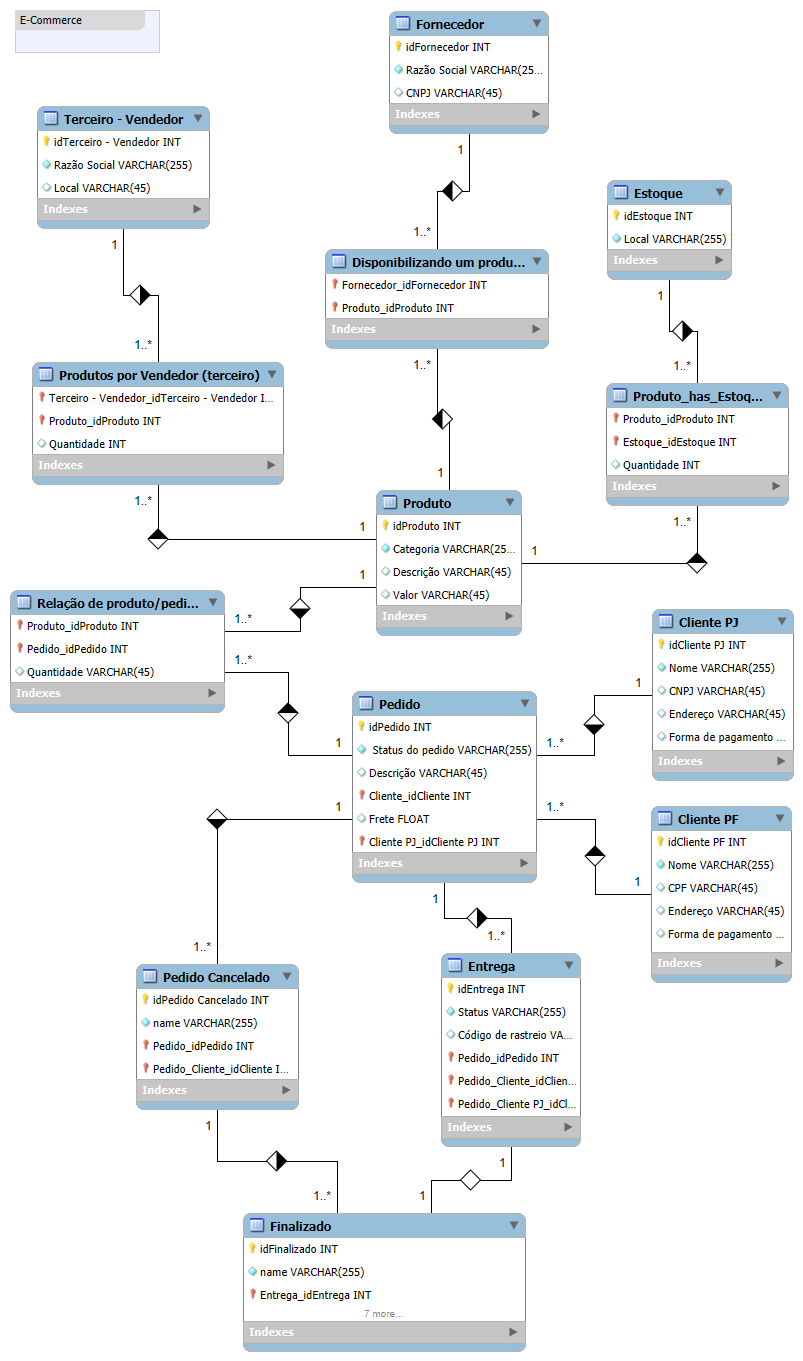 E-Commerce
Fornecedor
idFornecedor INT
Razão Social VARCHAR(25...
CNPJ VARCHAR(45)
Indexes
Terceiro - Vendedor
idTerceiro - Vendedor INT
Razão Social VARCHAR(255)
Local VARCHAR(45)
Indexes
Estoque
idEstoque INT
Local VARCHAR(255)
Indexes
1
1..*
1
1..*
1
1..*
Disponibilizando um produ...
Fornecedor_idFornecedor INT
Produto_idProduto INT
Indexes
Produtos por Vendedor (terceiro)
Terceiro - Vendedor_idTerceiro - Vendedor I...
Produto_idProduto INT
Quantidade INT
Indexes
Produto_has_Estoq...
Produto_idProduto INT
Estoque_idEstoque INT
Quantidade INT
Indexes
1..*
1
1..*
1
1..*
1
Produto
idProduto INT
Categoria VARCHAR(25...
Descrição VARCHAR(45)
Valor VARCHAR(45)
Indexes
1
1..*
Relação de produto/pedi...
Produto_idProduto INT
Pedido_idPedido INT
Quantidade VARCHAR(45)
Indexes
1..*
1
Cliente PJ
idCliente PJ INT
Nome VARCHAR(255)
CNPJ VARCHAR(45)
Endereço VARCHAR(45)
Forma de pagamento ...
Indexes
1
1..*
Pedido
idPedido INT
Status do pedido VARCHAR(255)
Descrição VARCHAR(45)
Cliente_idCliente INT
Frete FLOAT
Cliente PJ_idCliente PJ INT
Indexes
1..*
1
Cliente PF
idCliente PF INT
Nome VARCHAR(255)
CPF VARCHAR(45)
Endereço VARCHAR(45)
Forma de pagamento ...
Indexes
1
1..*
1
1..*
Pedido Cancelado
idPedido Cancelado INT
name VARCHAR(255)
Pedido_idPedido INT
Pedido_Cliente_idCliente I...
Indexes
Entrega
idEntrega INT
Status VARCHAR(255)
Código de rastreio VA...
Pedido_idPedido INT
Pedido_Cliente_idClien...
Pedido_Cliente PJ_idCl...
Indexes
1
1..*
1
1
Finalizado
idFinalizado INT
name VARCHAR(255)
Entrega_idEntrega INT
7 more...
Indexes